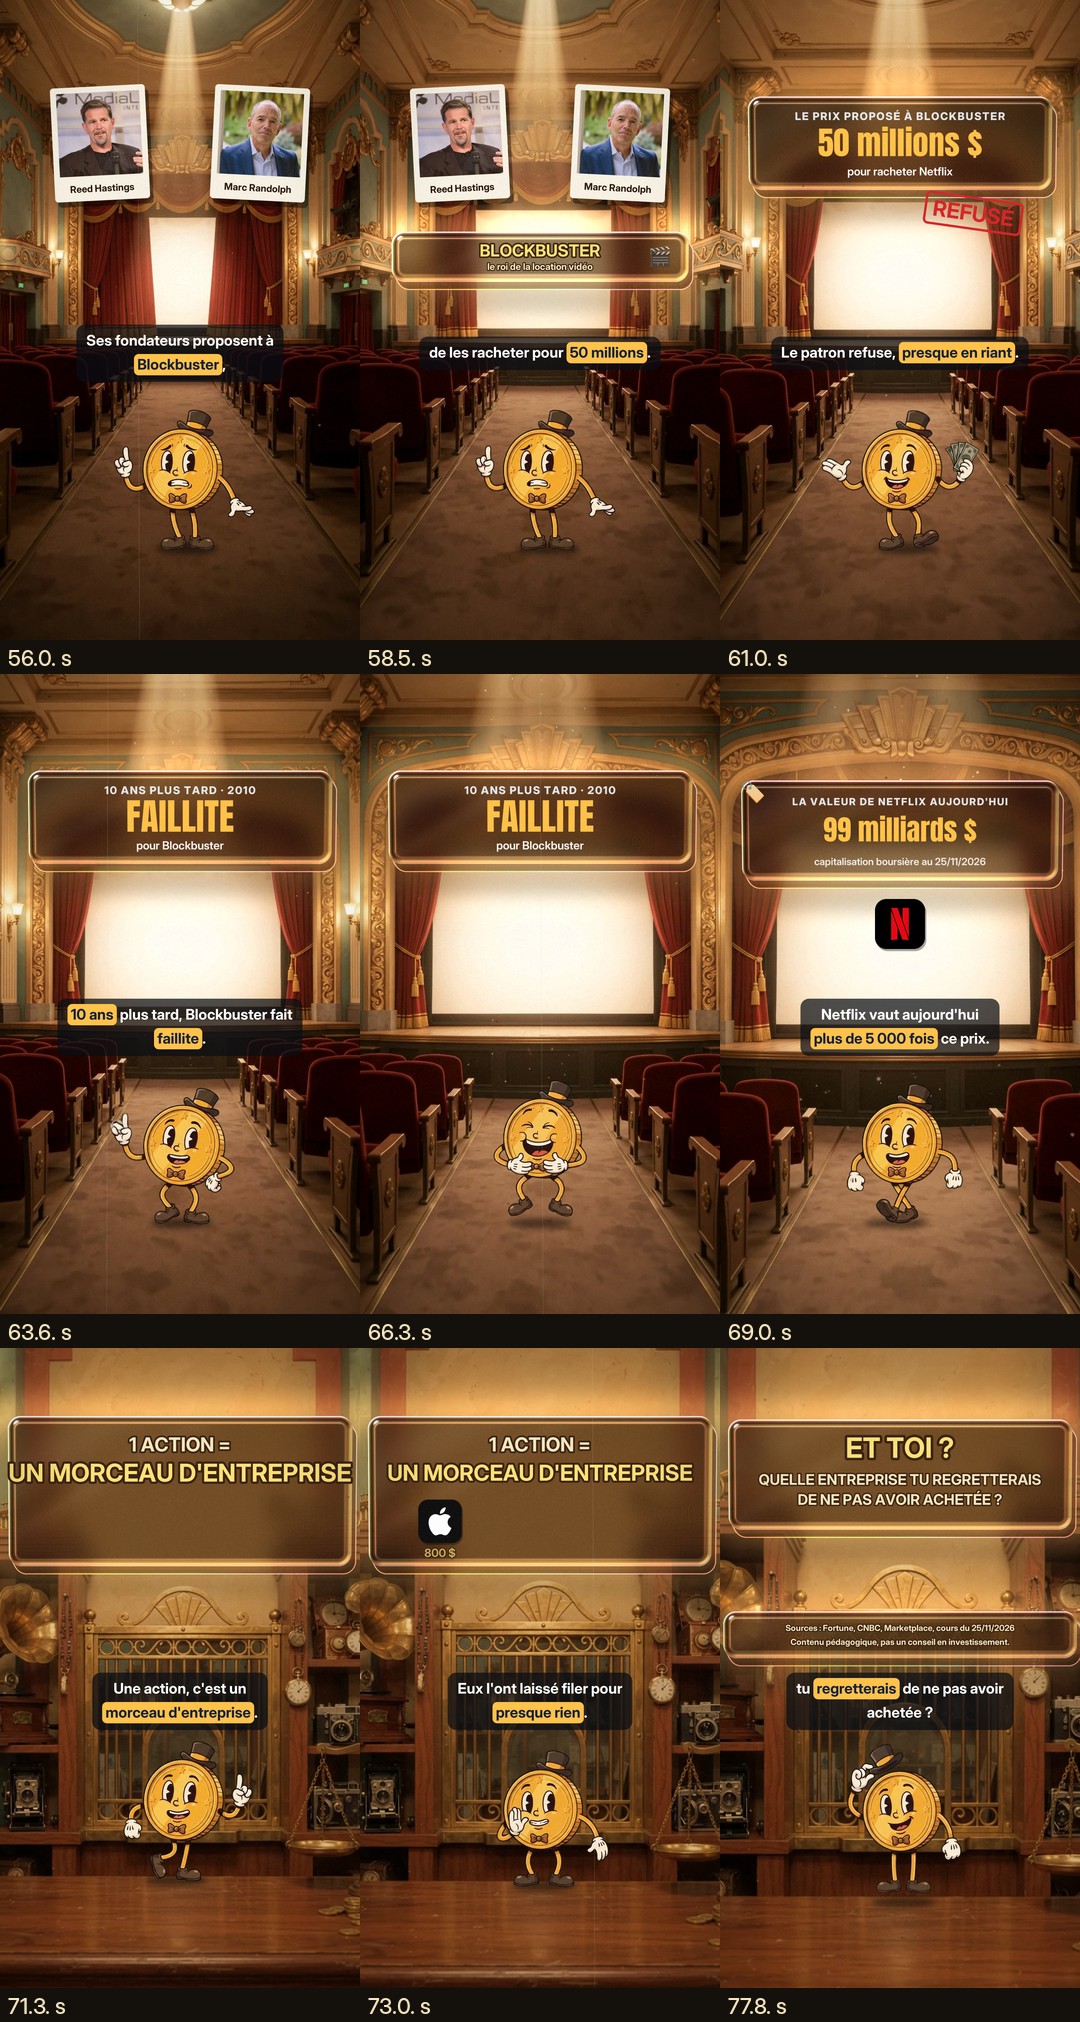 MediaL
INTE
Reed Hastings
Marc Randolph
Ses fondateurs proposent à
Blockbuster,
56.0. s
MediaL
INTE
Reed Hastings
Marc Randolph
BLOCKBUSTER
le roi de la location vidéo
de les racheter pour 50 millions.
58.5. s
LE PRIX PROPOSÉ À BLOCKBUSTER
50 millions $
pour racheter Netflix
REFUSÉ
Le patron refuse, presque en riant.
61.0. s
10 ANS PLUS TARD · 2010
FAILLITE
pour Blockbuster
10 ans plus tard, Blockbuster fait
faillite.
63.6. s
10 ANS PLUS TARD · 2010
FAILLITE
pour Blockbuster
66.3. s
LA VALEUR DE NETFLIX AUJOURD'HUI
99 milliards $
capitalisation boursière au 25/11/2026
N
Netflix vaut aujourd'hui
plus de 5 000 fois ce prix.
69.0. s
1 ACTION =
UN MORCEAU D'ENTREPRISE
Une action, c'est un
morceau d'entreprise.
71.3. s
1 ACTION =
UN MORCEAU D'ENTREPRISE
800 $
Eux l'ont laissé filer pour
presque rien.
73.0. s
ET TOI ?
QUELLE ENTREPRISE TU REGRETTERAIS
DE NE PAS AVOIR ACHETÉE ?
Sources : Fortune, CNBC, Marketplace, cours du 25/11/2026
Contenu pédagogique, pas un conseil en investissement.
tu regretterais de ne pas avoir
achetée ?
77.8. s